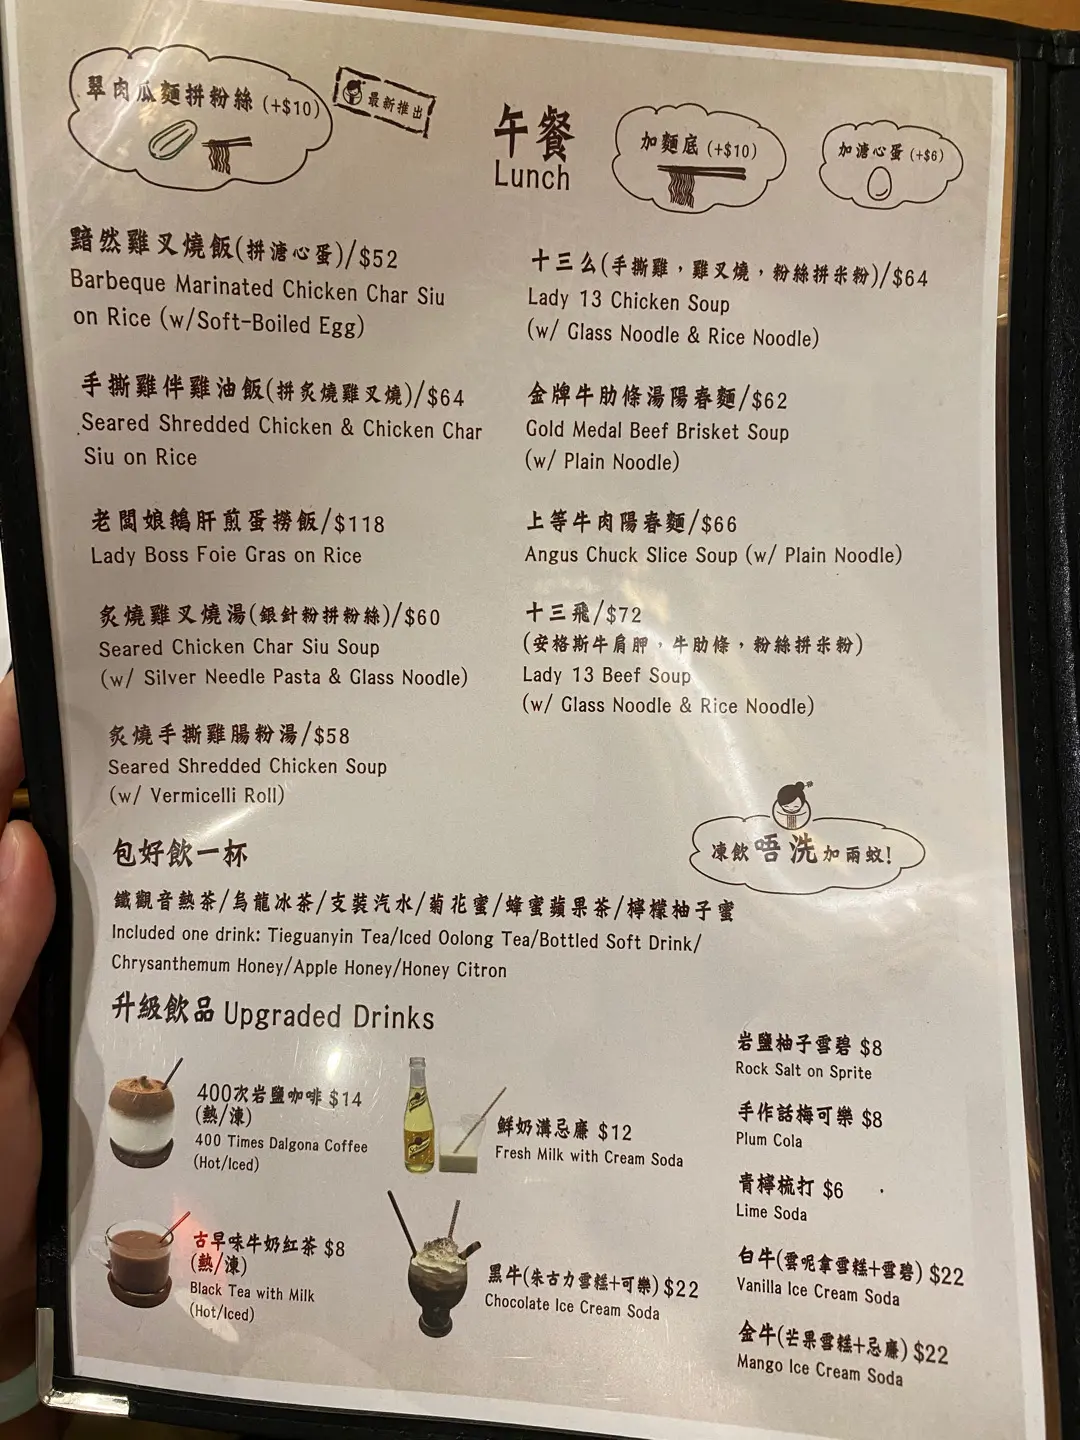 翠肉瓜麵拼粉絲 (+$10)
最新推出
午餐
Lunch
加麵底 (+$10)
加溏心蛋 (+$6)
黯然雞叉燒飯(拼溏心蛋)/$52
Barbeque Marinated Chicken Char Siu
on Rice (w/Soft-Boiled Egg)
手撕雞伴雞油飯(拼炙燒雞叉燒)/$64
Seared Shredded Chicken & Chicken Char
Siu on Rice
老闆娘鵝肝煎蛋撈飯/$118
Lady Boss Foie Gras on Rice
炙燒雞叉燒湯(銀針粉拼粉絲)/$60
Seared Chicken Char Siu Soup
(w/ Silver Needle Pasta & Glass Noodle)
炙燒手撕雞腸粉湯/$58
Seared Shredded Chicken Soup
(w/ Vermicelli Roll)
十三么(手撕雞，雞叉燒，粉絲拼米粉)/$64
Lady 13 Chicken Soup
(w/ Glass Noodle & Rice Noodle)
金牌牛肋條湯陽春麵/$62
Gold Medal Beef Brisket Soup
(w/ Plain Noodle)
上等牛肉陽春麵/$66
Angus Chuck Slice Soup (w/ Plain Noodle)
十三飛/$72
(安格斯牛肩胛，牛肋條，粉絲拼米粉)
Lady 13 Beef Soup
(w/ Glass Noodle & Rice Noodle)
凍飲唔洗加兩蚊!
包好飲一杯
鐵觀音熱茶/烏龍冰茶/支裝汽水/菊花蜜/蜂蜜蘋果茶/檸檬柚子蜜
Included one drink: Tieguanyin Tea/Iced Oolong Tea/Bottled Soft Drink/
Chrysanthemum Honey/Apple Honey/Honey Citron
升級飲品 Upgraded Drinks
400次岩鹽咖啡 $14
(熱/凍)
400 Times Dalgona Coffee
(Hot/Iced)
古早味牛奶紅茶 $8
(熱/凍)
Black Tea with Milk
(Hot/Iced)
鮮奶溝忌廉 $12
Fresh Milk with Cream Soda
黑牛(朱古力雪糕+可樂) $22
Chocolate Ice Cream Soda
岩鹽柚子雪碧 $8
Rock Salt on Sprite
手作話梅可樂 $8
Plum Cola
青檸梳打 $6
Lime Soda
白牛(雲呢拿雪糕+雪碧) $22
Vanilla Ice Cream Soda
金牛(芒果雪糕+忌廉) $22
Mango Ice Cream Soda